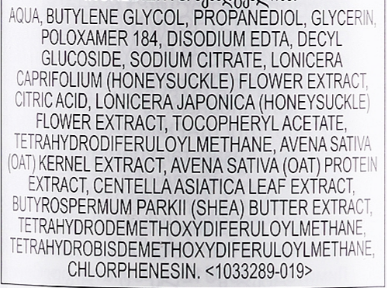 AQUA, BUTYLENE GLYCOL, PROPANEDIOL, GLYCERIN,
POLOXAMER 184, DISODIUM EDTA, DECYL
GLUCOSIDE, SODIUM CITRATE, LONICERA
CAPRIFOLIUM (HONEYSUCKLE) FLOWER EXTRACT,
CITRIC ACID, LONICERA JAPONICA (HONEYSUCKLE)
FLOWER EXTRACT, TOCOPHERYL ACETATE,
TETRAHYDRODIFERULOYLMETHANE, AVENA SATIVA
(OAT) KERNEL EXTRACT, AVENA SATIVA (OAT) PROTEIN
EXTRACT, CENTELLA ASIATICA LEAF EXTRACT,
BUTYROSPERMUM PARKII (SHEA) BUTTER EXTRACT,
TETRAHYDRODEMETHOXYDIFERULOYLMETHANE,
TETRAHYDROBISDEMETHOXYDIFERULOYLMETHANE,
CHLORPHENESIN. <1033289-019>